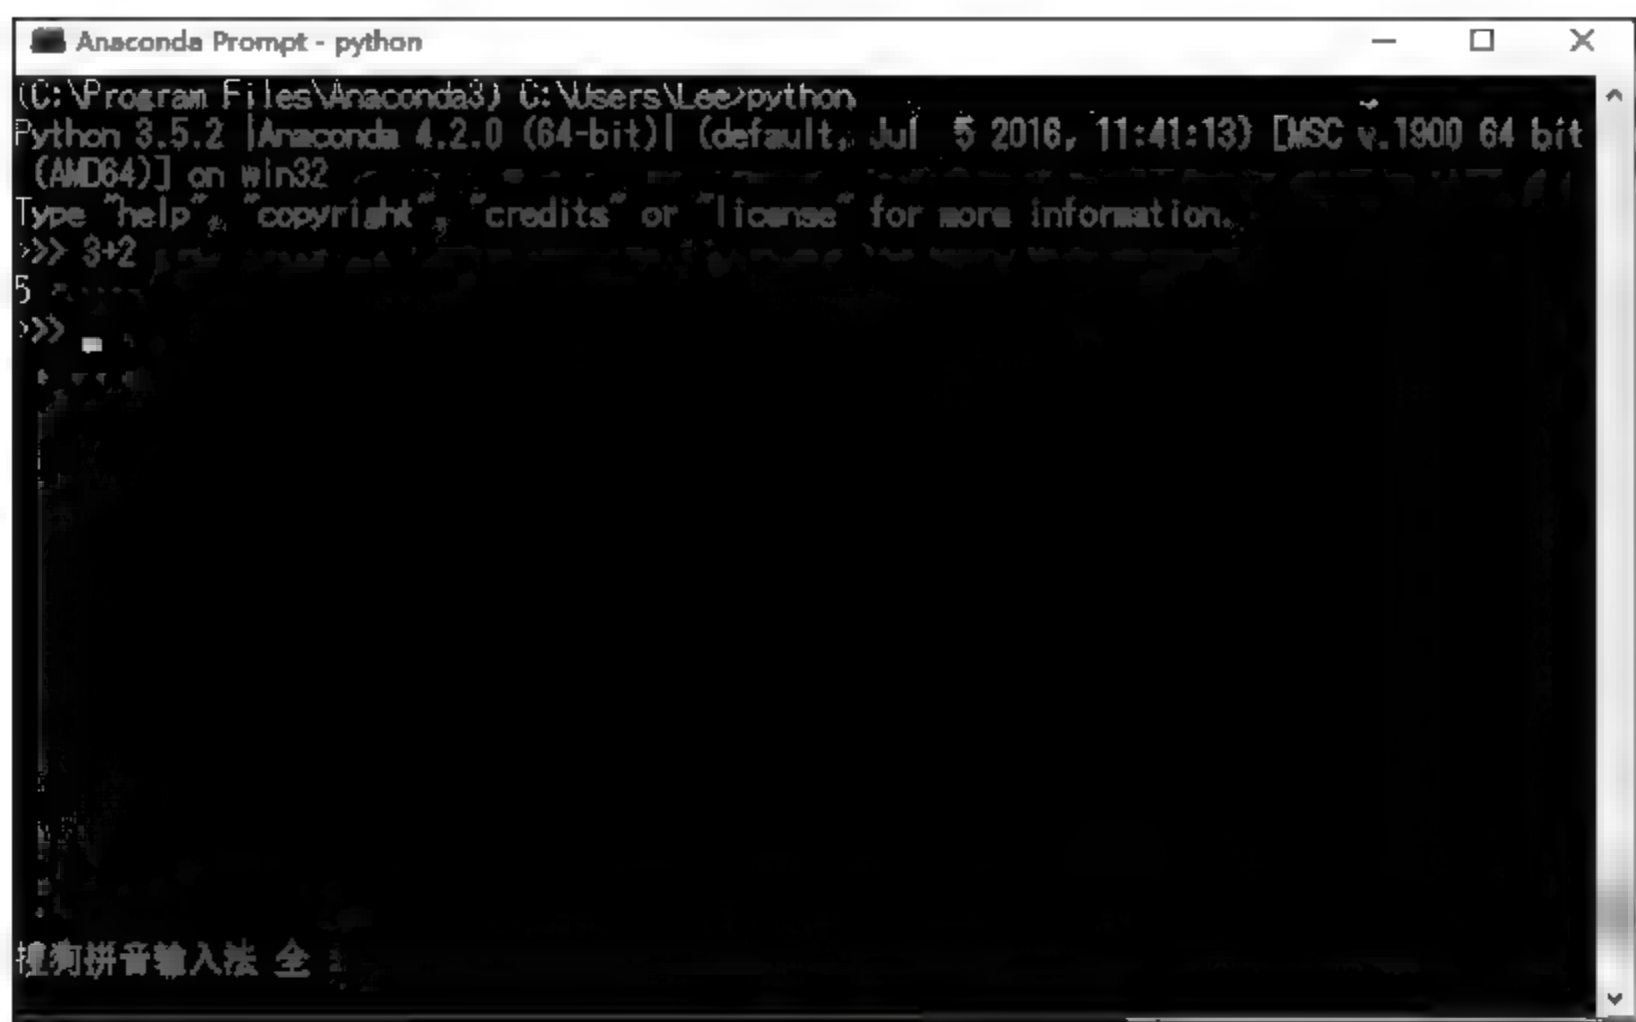 Anaconda Prompt - python
(C:\Program Files\Anaconda3) C:\Users\Lee>python
Python 3.5.2 |Anaconda 4.2.0 (64-bit)| (default, Jul  5 2016, 11:41:13) [MSC v.1900 64 bit
 (AMD64)] on win32
Type "help", "copyright", "credits" or "license" for more information.
>>> 3+2
5
>>>
搜狗拼音输入法 全